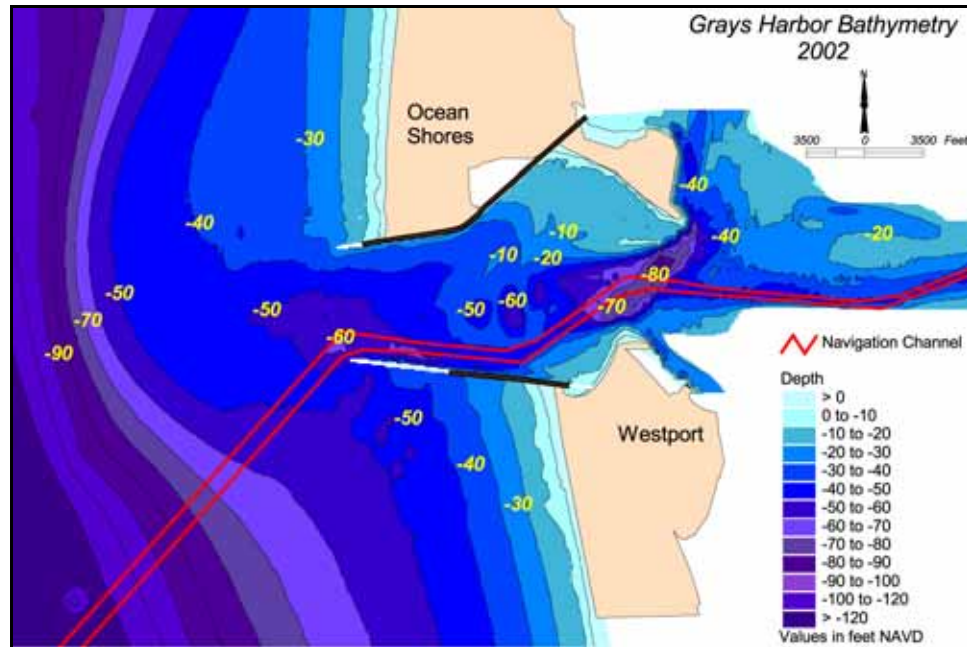 Grays Harbor Bathymetry
2002
N
3500 0 3500 Feet
Ocean
Shores
-30
-40
-40
-10
-40
-20
-10
-20
-50
-80
-50
-50
-60
-70
-70
-60
-90
Navigation Channel
-50
Westport
-40
-30
Depth
> 0
0 to -10
-10 to -20
-20 to -30
-30 to -40
-40 to -50
-50 to -60
-60 to -70
-70 to -80
-80 to -90
-90 to -100
-100 to -120
> -120
Values in feet NAVD